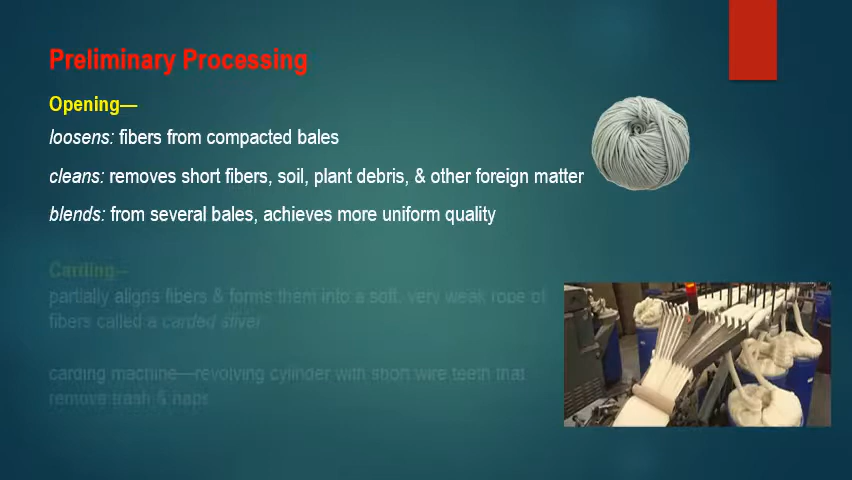 Preliminary Processing
Opening—
loosens: fibers from compacted bales
cleans: removes short fibers, soil, plant debris, & other foreign matter
blends: from several bales, achieves more uniform quality
Carding–
partially aligns fibers & forms them into a soft, very weak rope of
fibers called a carded sliver
carding machine—revolving cylinder with short wire teeth that
remove trash & naps